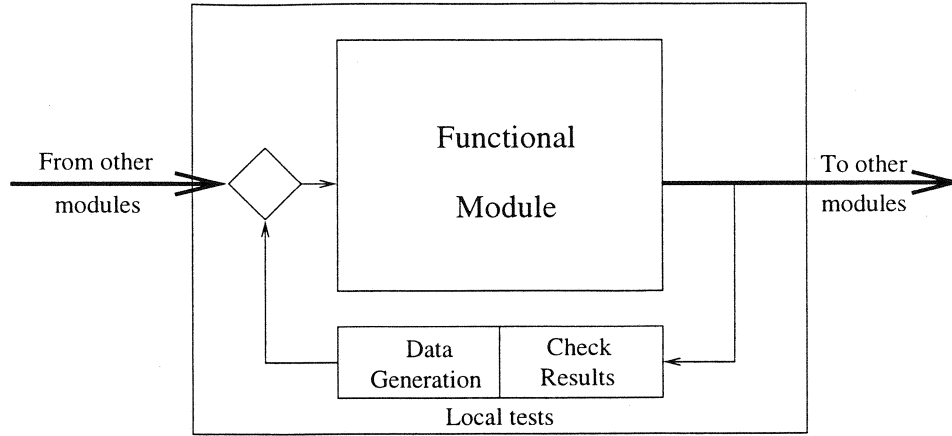 From other
modules
Functional
Module
To other
modules
Data
Generation
Check
Results
Local tests